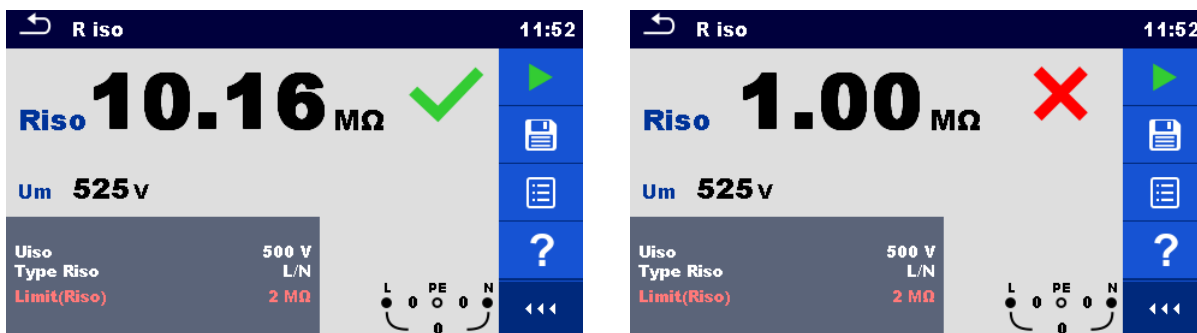 R iso 11:52
Riso 10.16 MΩ
Um 525 V
Uiso 500 V
Type Riso L/N
Limit(Riso) 2 MΩ
L PE N
0 0
0
?
R iso 11:52
Riso 1.00 MΩ
Um 525 V
Uiso 500 V
Type Riso L/N
Limit(Riso) 2 MΩ
L PE N
0 0
0
?